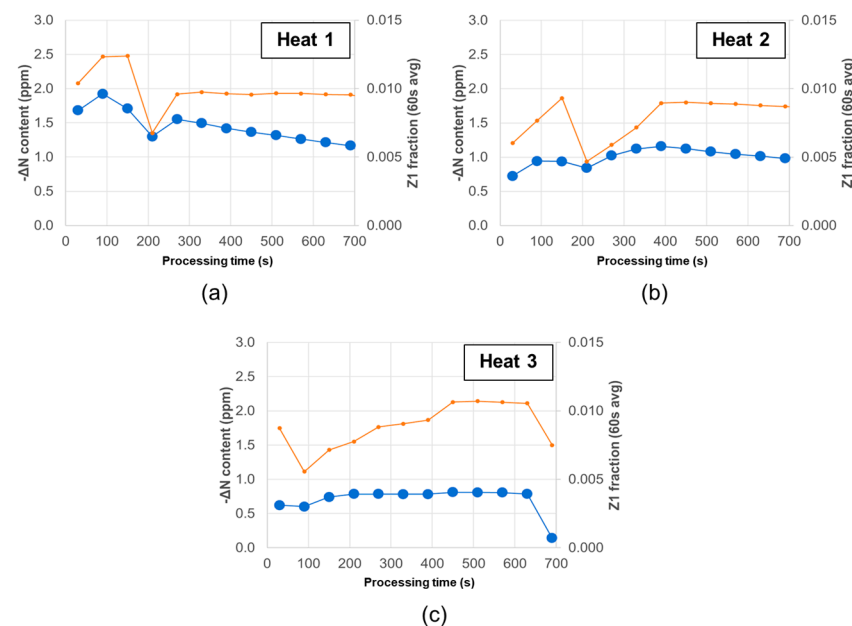 Heat 1
-ΔN content (ppm)
3.0
2.5
2.0
1.5
1.0
0.5
0.0
0.015
0.010
0.005
0.000
Z1 fraction (60s avg)
0 100 200 300 400 500 600 700
Processing time (s)
(a)
Heat 2
-ΔN content (ppm)
3.0
2.5
2.0
1.5
1.0
0.5
0.0
0.015
0.010
0.005
0.000
Z1 fraction (60s avg)
0 100 200 300 400 500 600 700
Processing time (s)
(b)
Heat 3
-ΔN content (ppm)
3.0
2.5
2.0
1.5
1.0
0.5
0.0
0.015
0.010
0.005
0.000
Z1 fraction (60s avg)
0 100 200 300 400 500 600 700
Processing time (s)
(c)